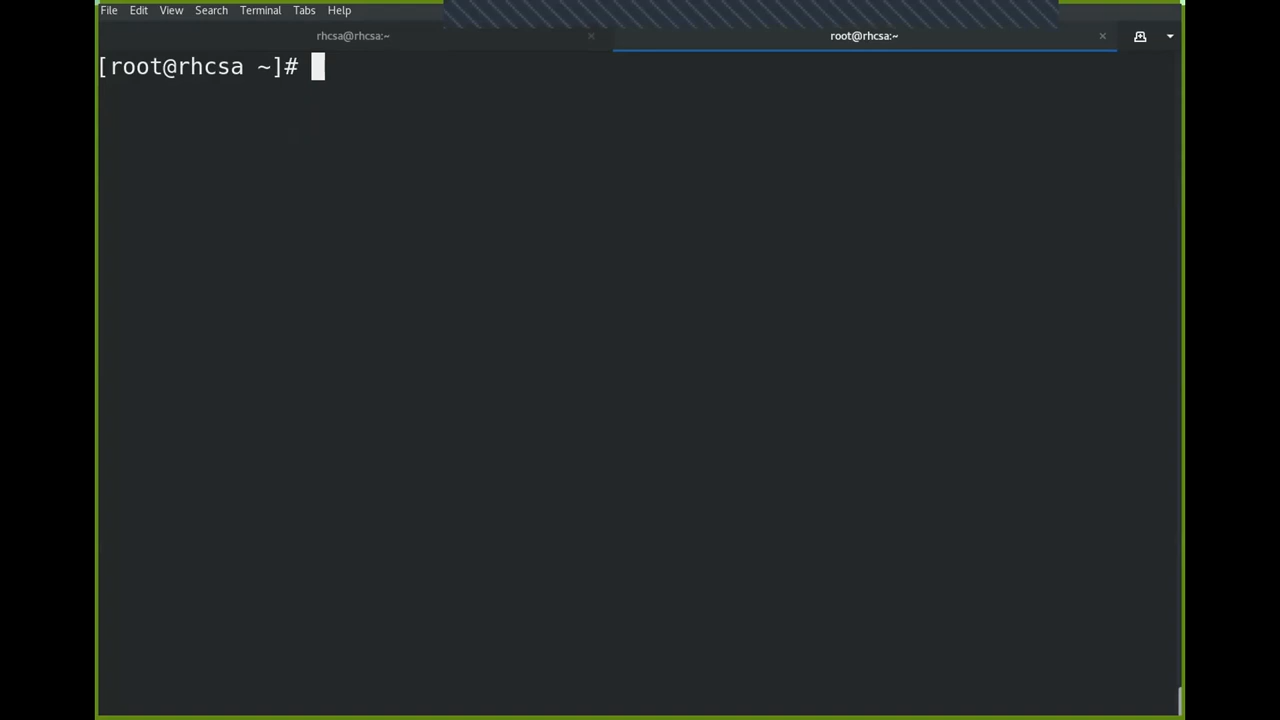 File Edit View Search Terminal Tabs Help
rhcsa@rhcsa:~ × root@rhcsa:~ ×
[root@rhcsa ~]#